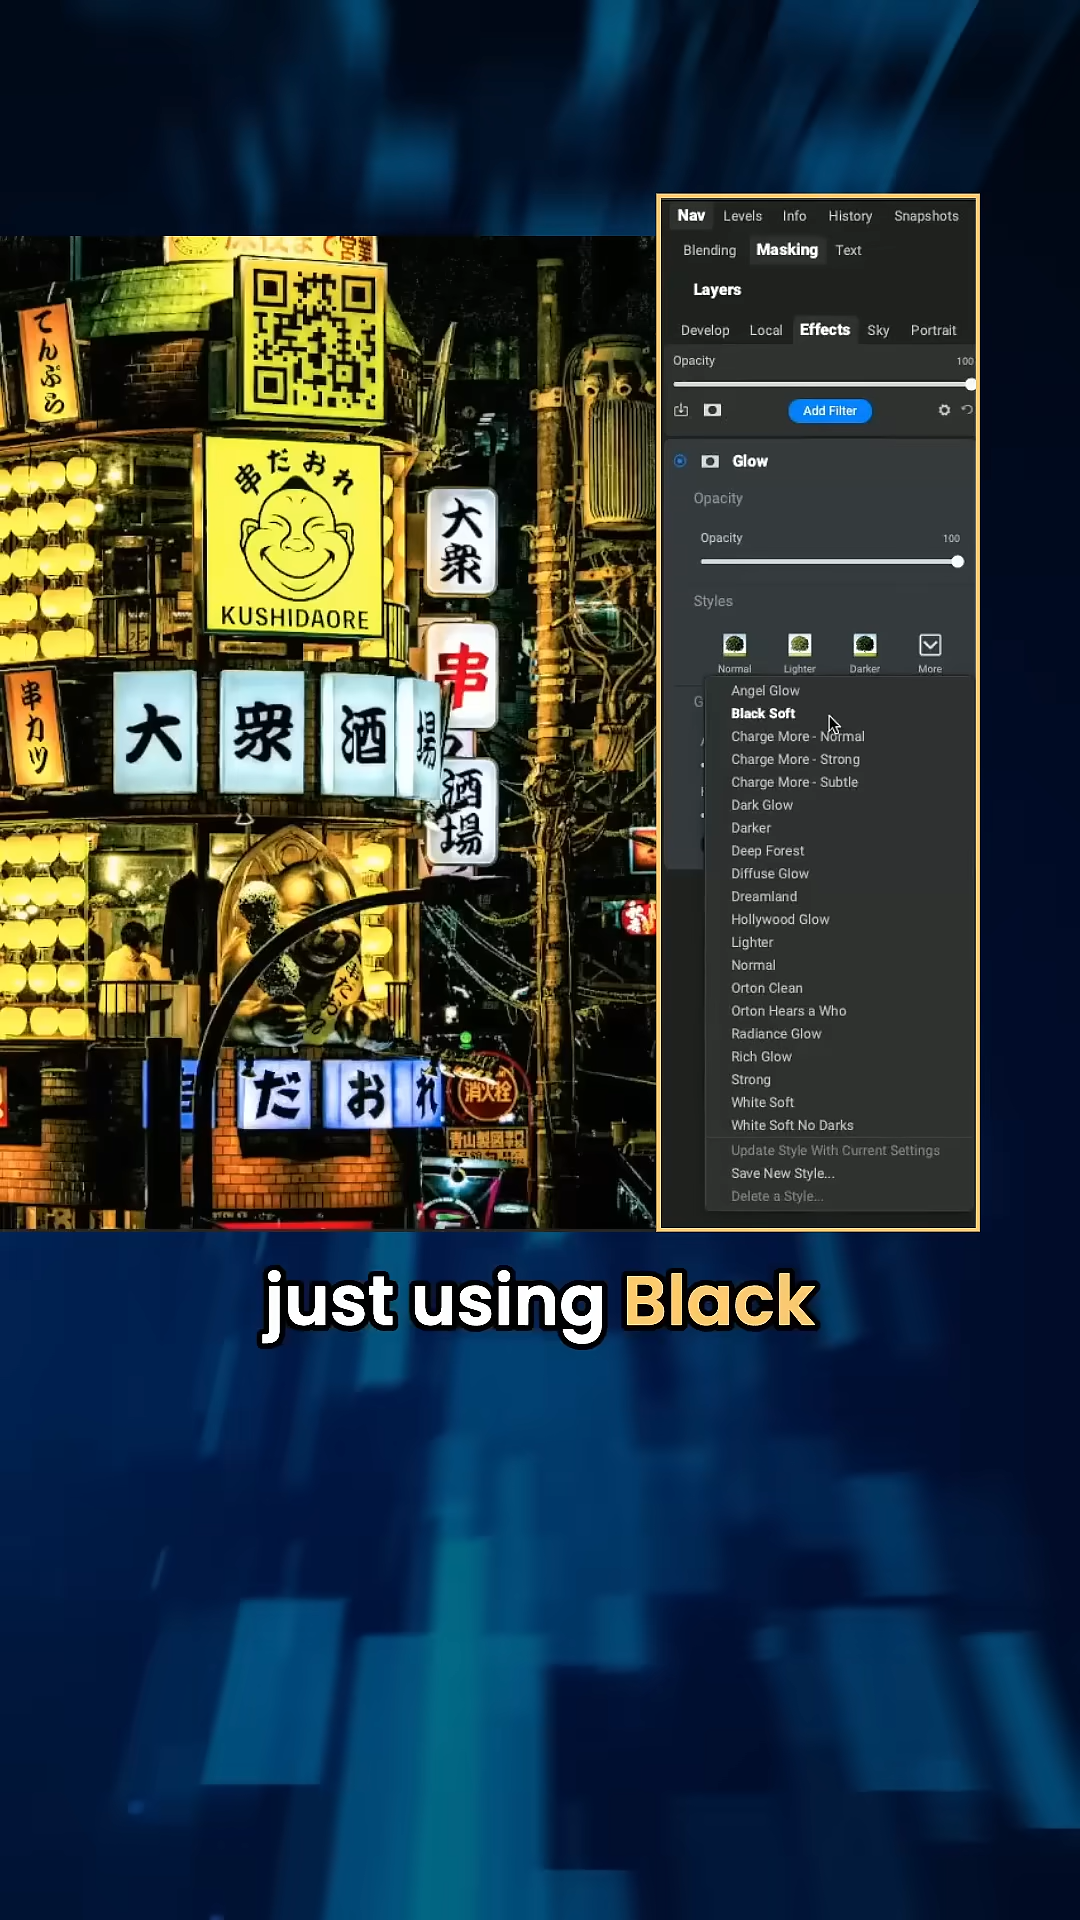 てんぷら
串だおれ
KUSHIDAORE
大衆
串
酒場
串カツ
大衆酒場
だおれ
消火栓
Nav Levels Info History Snapshots
Blending Masking Text
Layers
Develop Local Effects Sky Portrait
Opacity 100
Add Filter
Glow
Opacity
Opacity 100
Styles
Normal Lighter Darker More
Angel Glow
Black Soft
Charge More - Normal
Charge More - Strong
Charge More - Subtle
Dark Glow
Darker
Deep Forest
Diffuse Glow
Dreamland
Hollywood Glow
Lighter
Normal
Orton Clean
Orton Hears a Who
Radiance Glow
Rich Glow
Strong
White Soft
White Soft No Darks
Update Style With Current Settings
Save New Style...
Delete a Style...
just using Black